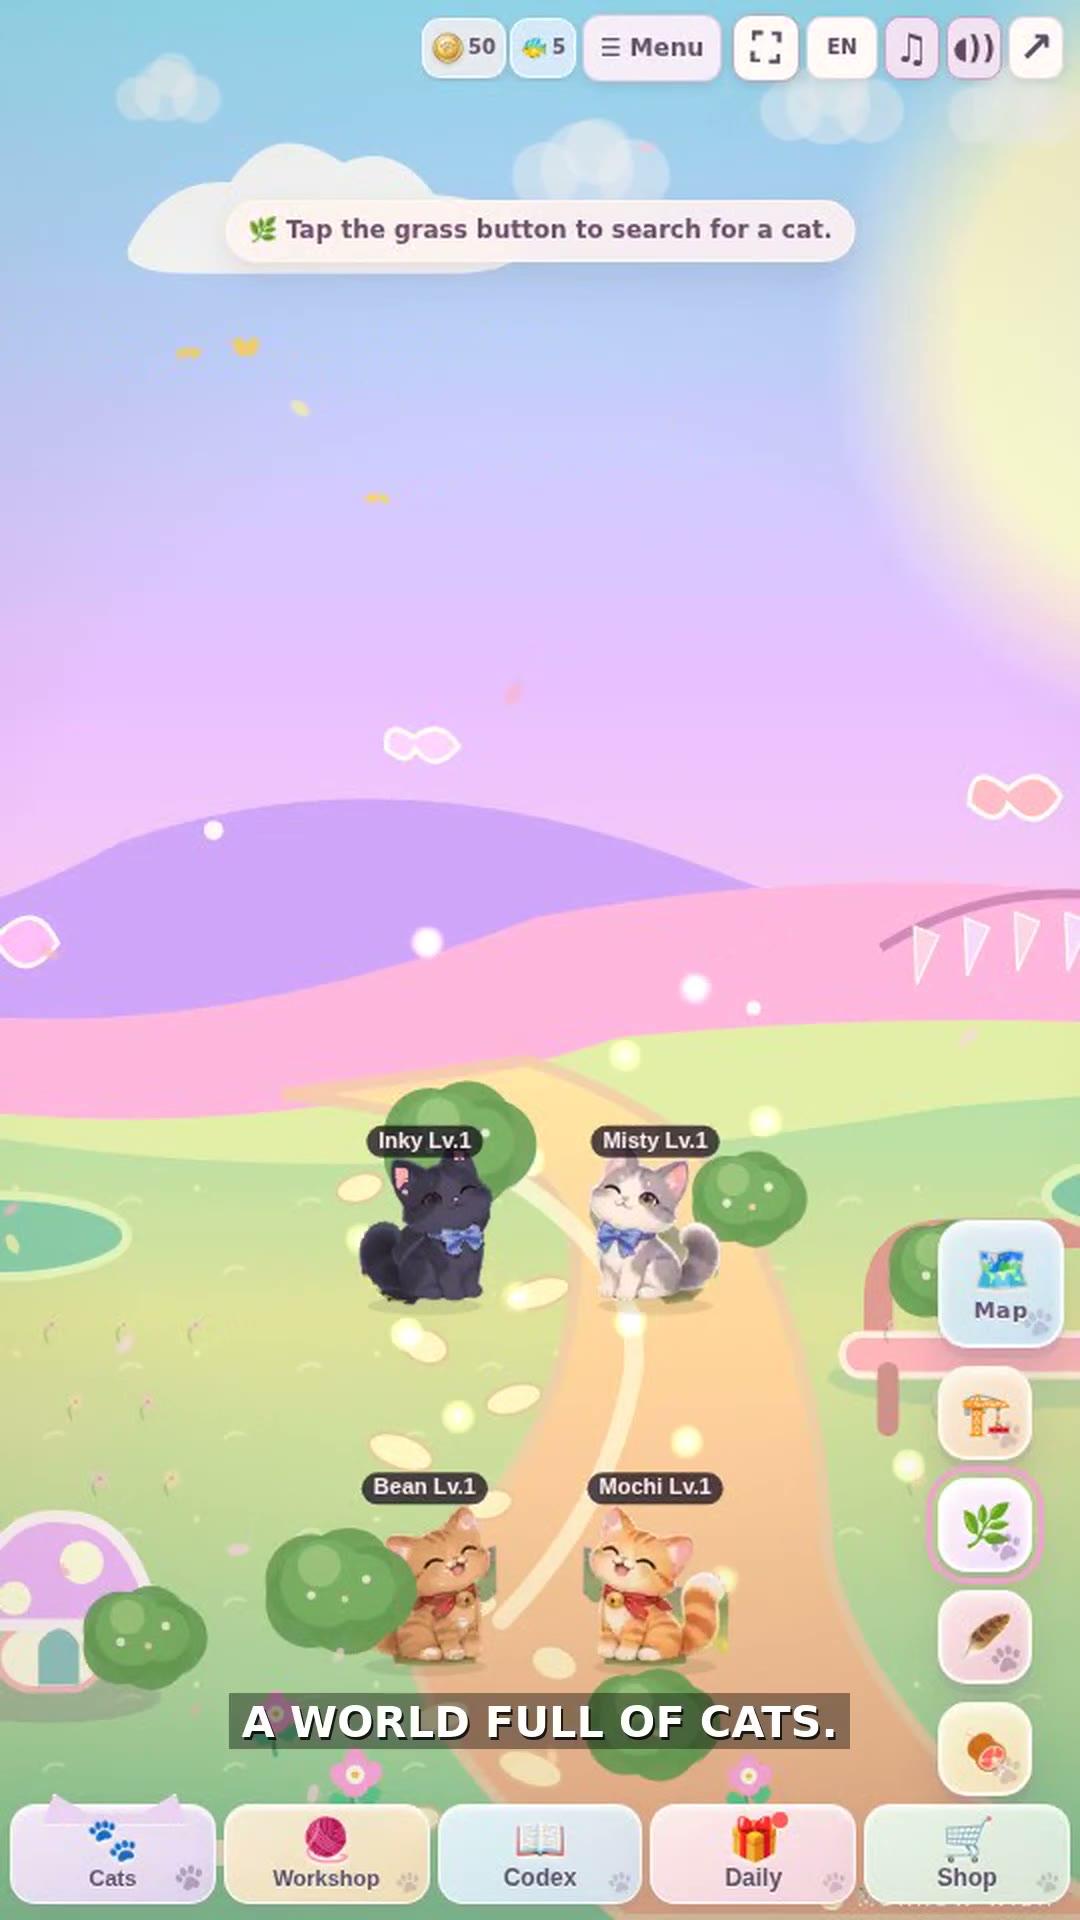 50
5
☰ Menu
EN
Tap the grass button to search for a cat.
Inky Lv.1
Misty Lv.1
Map
Bean Lv.1
Mochi Lv.1
A WORLD FULL OF CATS.
Cats
Workshop
Codex
Daily
Shop